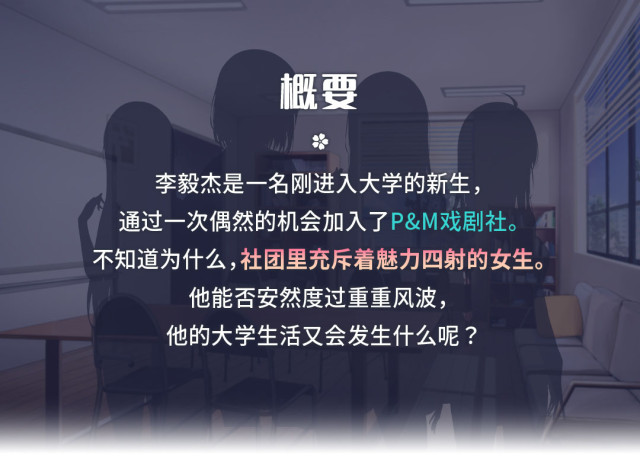 概要
李毅杰是一名刚进入大学的新生，
通过一次偶然的机会加入了P&M戏剧社。
不知道为什么，社团里充斥着魅力四射的女生。
他能否安然度过重重风波，
他的大学生活又会发生什么呢？